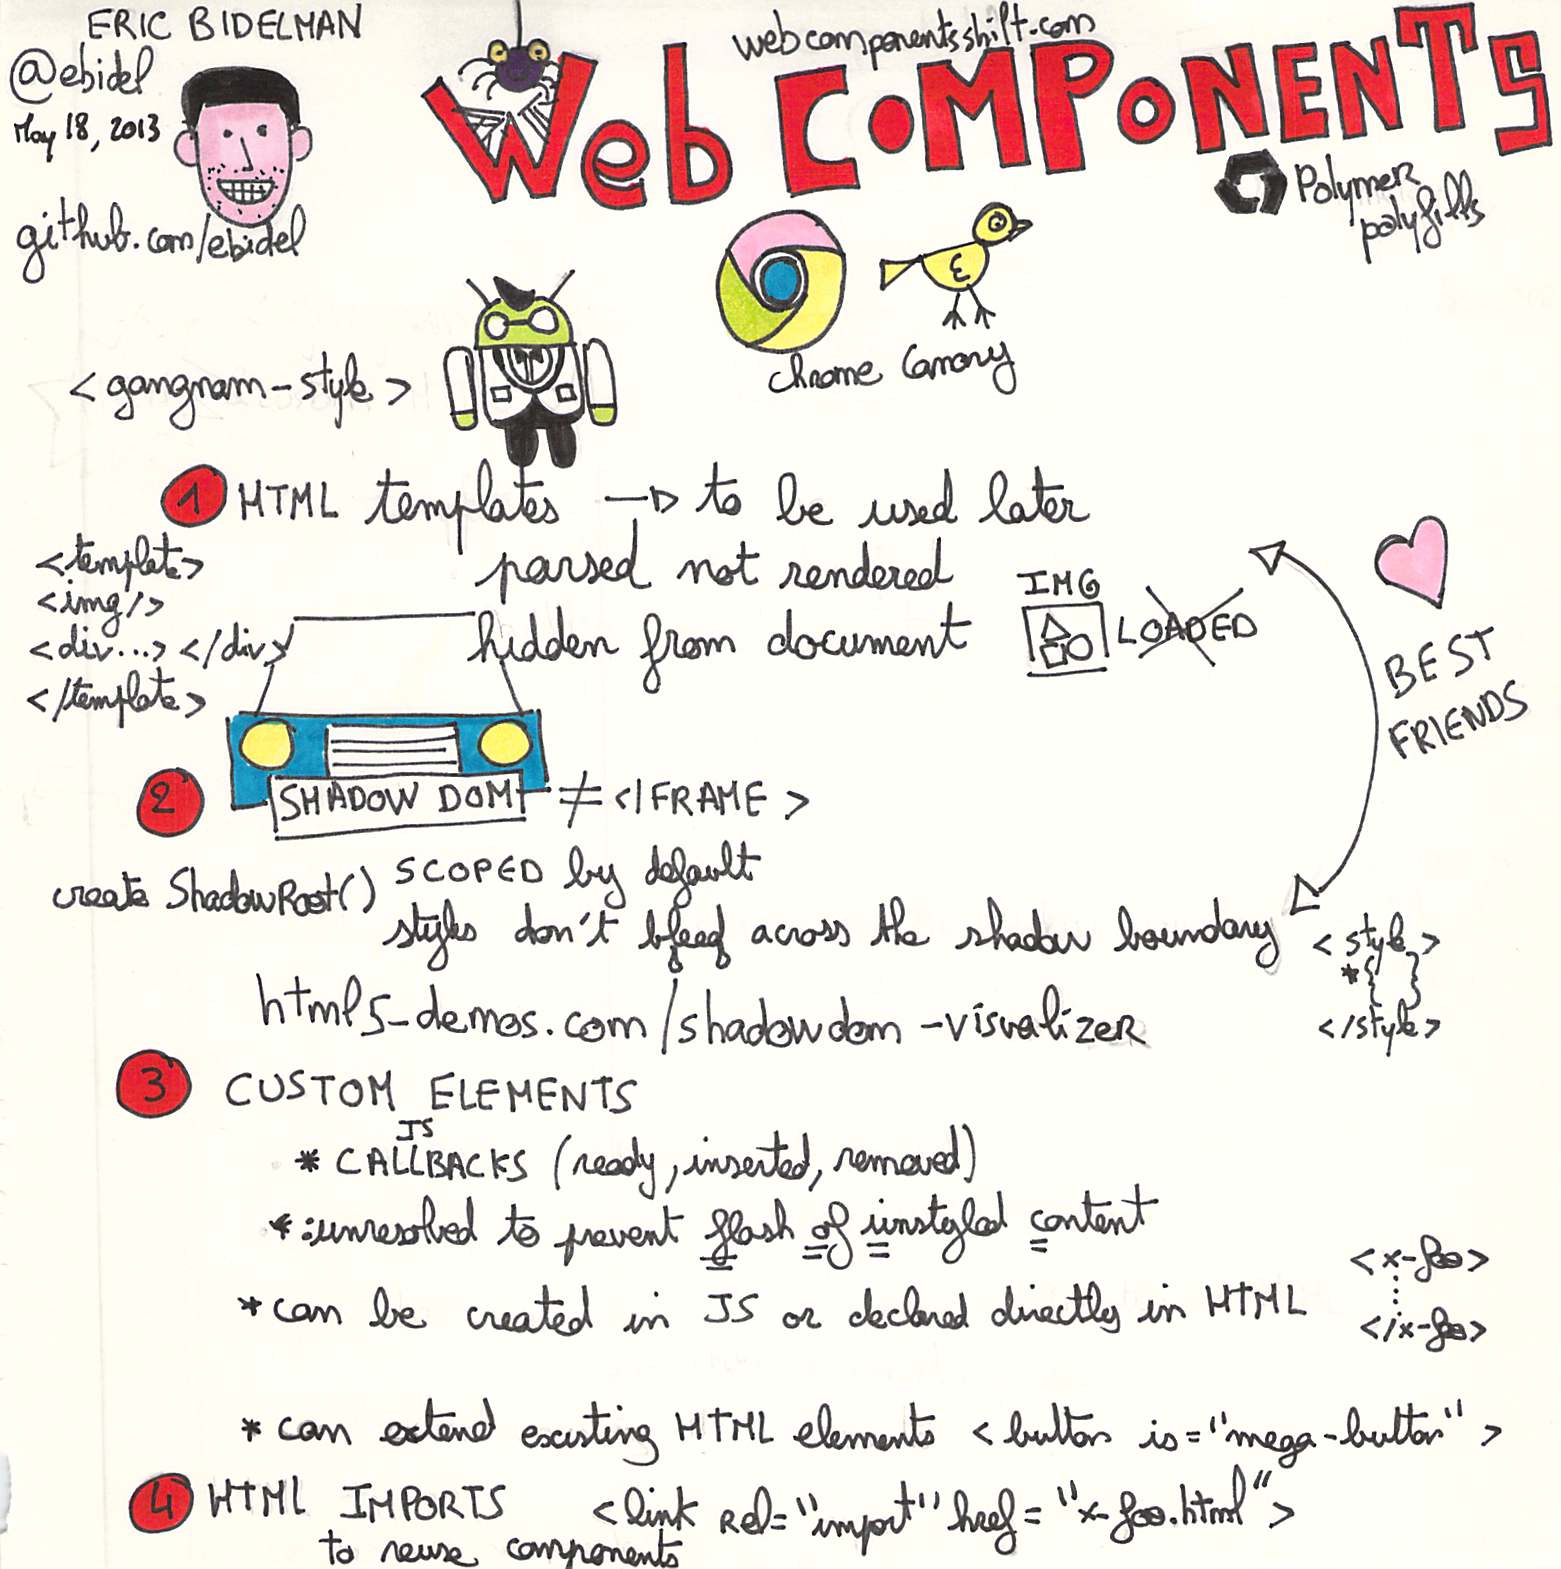 ERIC BIDELMAN
@ebidel
May 18, 2013
github.com/ebidel
webcomponentsshift.com
Web COMPONENTS
Polymer
polyfills
Chrome Canary
<gangnam-style>
1 HTML templates → to be used later
parsed not rendered
hidden from document
<template>
<img/>
<div...> </div>
</template>
IMG
LOADED
BEST
FRIENDS
2 SHADOW DOM ≠ </IFRAME>
create ShadowRoot() SCOPED by default
styles don't bleed across the shadow boundary
<style>
*{ }
</style>
html5-demos.com/shadowdom-visualizer
3 CUSTOM ELEMENTS
JS
* CALLBACKS (ready, inserted, removed)
* :unresolved to prevent flash of unstyled content
* can be created in JS or declared directly in HTML
<x-foo>
</x-foo>
* can extend existing HTML elements <button is="mega-button">
4 HTML IMPORTS <link rel="import" href="x-foo.html">
to reuse components